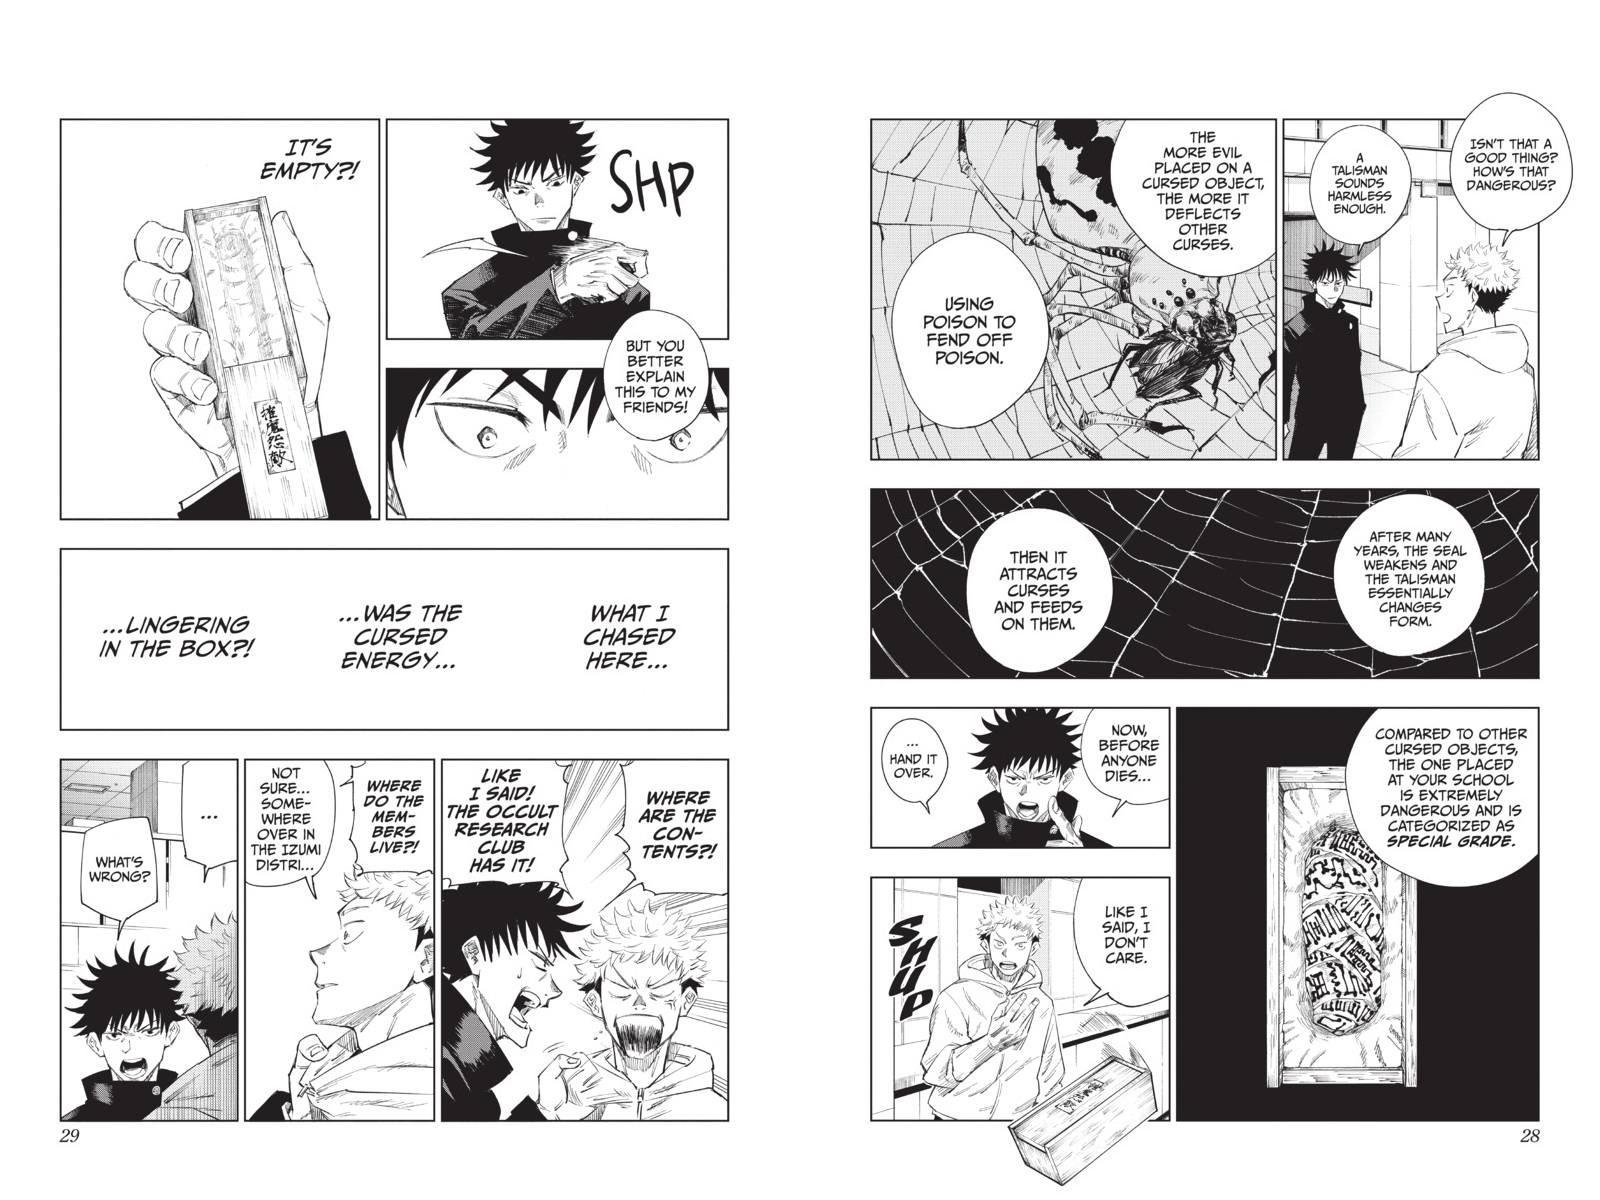 ISN'T THAT A
GOOD THING?
HOW'S THAT
DANGEROUS?
A
TALISMAN
SOUNDS
HARMLESS
ENOUGH.
THE
MORE EVIL
PLACED ON A
CURSED OBJECT,
THE MORE IT
DEFLECTS
OTHER
CURSES.
USING
POISON TO
FEND OFF
POISON.
AFTER MANY
YEARS, THE SEAL
WEAKENS AND
THE TALISMAN
ESSENTIALLY
CHANGES
FORM.
THEN IT
ATTRACTS
CURSES
AND FEEDS
ON THEM.
COMPARED TO OTHER
CURSED OBJECTS,
THE ONE PLACED
AT YOUR SCHOOL
IS EXTREMELY
DANGEROUS AND IS
CATEGORIZED AS
SPECIAL GRADE.
NOW,
BEFORE
ANYONE
DIES...
...
HAND IT
OVER.
LIKE I
SAID, I
DON'T
CARE.
SHUP
28
SHP
BUT YOU
BETTER
EXPLAIN
THIS TO MY
FRIENDS!
IT'S
EMPTY?!
摧魔怨敵
WHAT I
CHASED
HERE...
...WAS THE
CURSED
ENERGY...
...LINGERING
IN THE BOX?!
WHERE
ARE THE
CON-
TENTS?!
LIKE
I SAID!
THE OCCULT
RESEARCH
CLUB
HAS IT!
WHERE
DO THE
MEM-
BERS
LIVE?!
NOT
SURE...
SOME-
WHERE
OVER IN
THE IZUMI
DISTRI...
...
WHAT'S
WRONG?
29